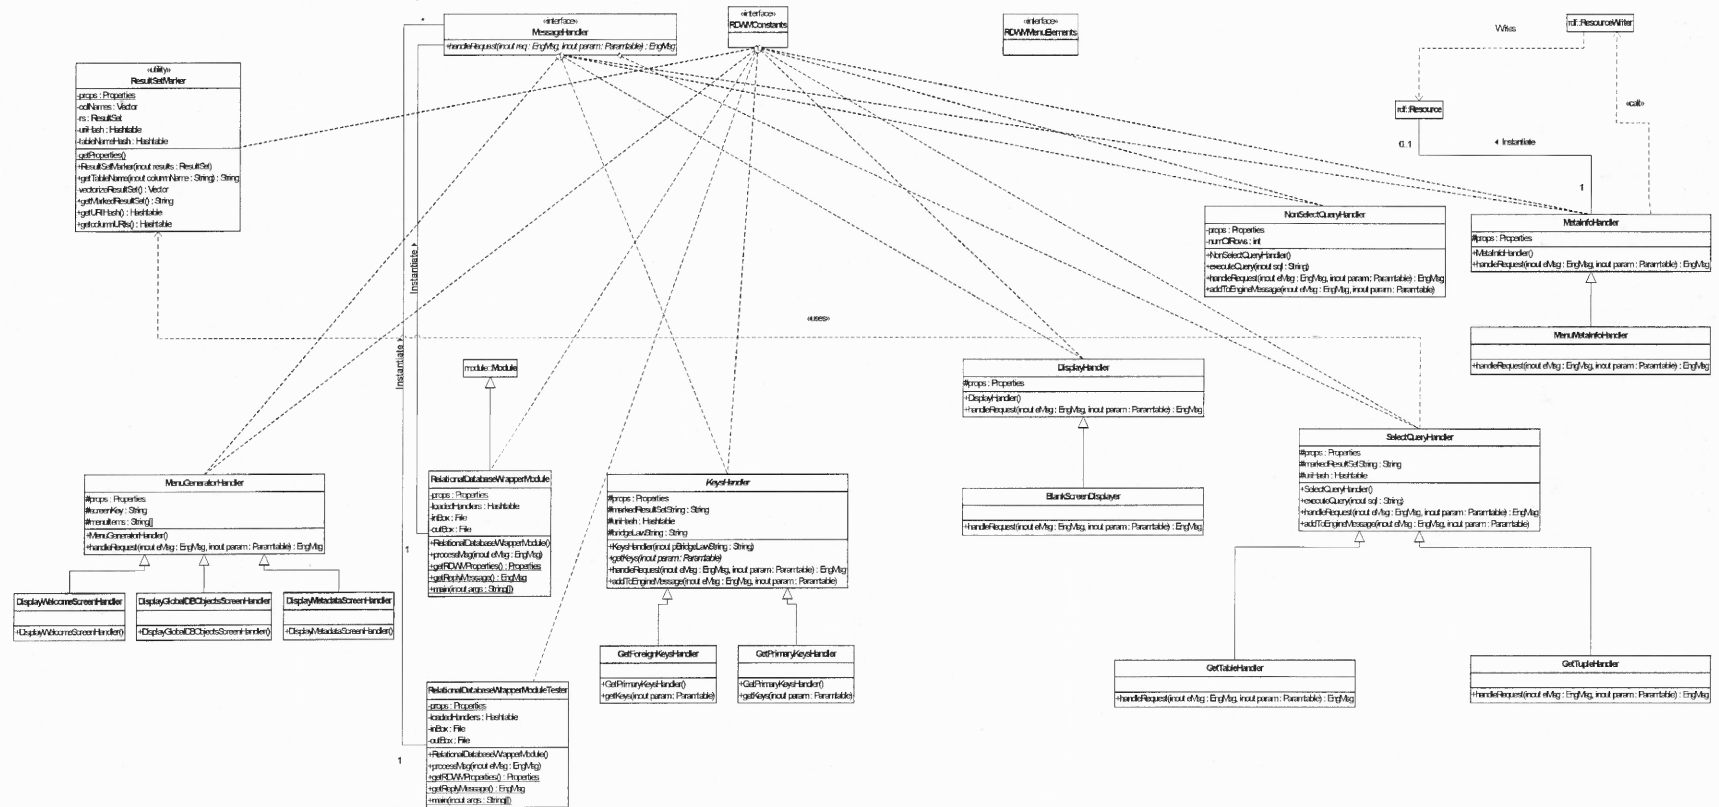 *
«interface»
MessageHandler
+handleRequest(inout req : EngMsg, inout param : Paramtable) : EngMsg
«interface»
RDWMConstants
«interface»
RDWMMenuElements
Writes
rdf::ResourceWriter
rdf::Resource
«call»
0..1
Instantiate
1
«utility»
ResultSetMarker
-props : Properties
-colNames : Vector
-rs : ResultSet
-uriHash : Hashtable
-tableNameHash : Hashtable
-getProperties()
+ResultSetMarker(inout results : ResultSet)
+getTableName(inout columnName : String) : String
-vectorizeResultSet() : Vector
+getMarkedResultSet() : String
+getURIHash() : Hashtable
+getcolumnURIs() : Hashtable
NonSelectQueryHandler
-props : Properties
-numOfRows : int
+NonSelectQueryHandler()
+executeQuery(inout sql : String)
+handleRequest(inout eMsg : EngMsg, inout param : Paramtable) : EngMsg
+addToEngineMessage(inout eMsg : EngMsg, inout param : Paramtable)
MetaInfoHandler
#props : Properties
+MetaInfoHandler()
+handleRequest(inout eMsg : EngMsg, inout param : Paramtable) : EngMsg
MenuMetaInfoHandler
+handleRequest(inout eMsg : EngMsg, inout param : Paramtable) : EngMsg
Instantiate
Instantiate
«uses»
module::Module
DisplayHandler
#props : Properties
+DisplayHandler()
+handleRequest(inout eMsg : EngMsg, inout param : Paramtable) : EngMsg
BlankScreenDisplayer
+handleRequest(inout eMsg : EngMsg, inout param : Paramtable) : EngMsg
SelectQueryHandler
#props : Properties
#markedResultSetString : String
#uriHash : Hashtable
+SelectQueryHandler()
+executeQuery(inout sql : String)
+handleRequest(inout eMsg : EngMsg, inout param : Paramtable) : EngMsg
+addToEngineMessage(inout eMsg : EngMsg, inout param : Paramtable)
MenuGeneratorHandler
#props : Properties
#screenKey : String
#menuItems : String[]
+MenuGeneratorHandler()
+handleRequest(inout eMsg : EngMsg, inout param : Paramtable) : EngMsg
RelationalDatabaseWrapperModule
-props : Properties
-loadedHandlers : Hashtable
-inBox : File
-outBox : File
+RelationalDatabaseWrapperModule()
+processMsg(inout eMsg : EngMsg)
+getRDWMProperties() : Properties
+getReplyMessage() : EngMsg
+main(inout args : String[])
1
KeysHandler
#props : Properties
#markedResultSetString : String
#uriHash : Hashtable
#bridgeLawString : String
+KeysHandler(inout pBridgeLawString : String)
+getKeys(inout param : Paramtable)
+handleRequest(inout eMsg : EngMsg, inout param : Paramtable) : EngMsg
+addToEngineMessage(inout eMsg : EngMsg, inout param : Paramtable)
DisplayWelcomeScreenHandler
+DisplayWelcomeScreenHandler()
DisplayGlobalDBObjectsScreenHandler
+DisplayGlobalDBObjectsScreenHandler()
DisplayMetadataScreenHandler
+DisplayMetadataScreenHandler()
GetForeignKeysHandler
+GetPrimaryKeysHandler()
+getKeys(inout param : Paramtable)
GetPrimaryKeysHandler
+GetPrimaryKeysHandler()
+getKeys(inout param : Paramtable)
GetTableHandler
+handleRequest(inout eMsg : EngMsg, inout param : Paramtable) : EngMsg
GetTupleHandler
+handleRequest(inout eMsg : EngMsg, inout param : Paramtable) : EngMsg
RelationalDatabaseWrapperModuleTester
-props : Properties
-loadedHandlers : Hashtable
-inBox : File
-outBox : File
+RelationalDatabaseWrapperModule()
+processMsg(inout eMsg : EngMsg)
+getRDWMProperties() : Properties
+getReplyMessage() : EngMsg
+main(inout args : String[])
1